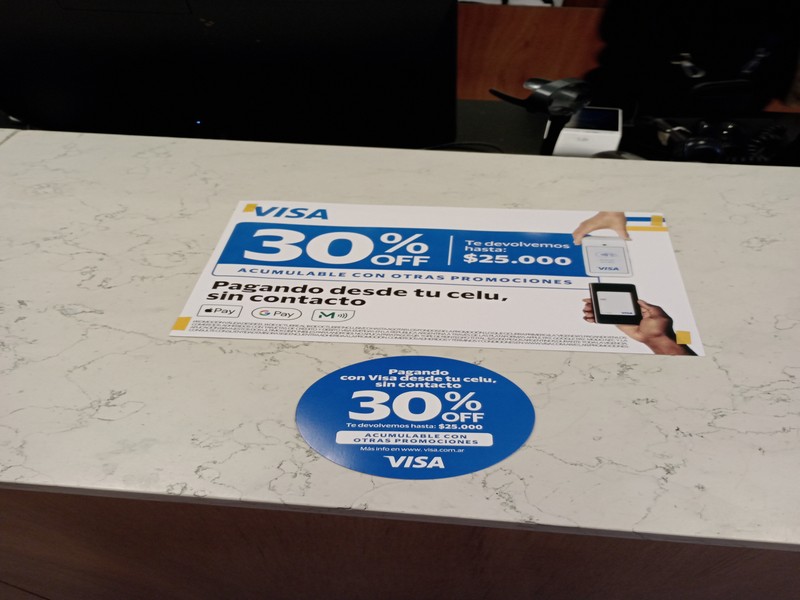 VISA
30% OFF
Te devolvemos
hasta:
$25.000
ACUMULABLE CON OTRAS PROMOCIONES
Pagando desde tu celu,
sin contacto
Pay
G Pay
M
VISA
Pagando
con Visa desde tu celu,
sin contacto
30% OFF
Te devolvemos hasta: $25.000
ACUMULABLE CON
OTRAS PROMOCIONES
Más info en www.visa.com.ar
VISA